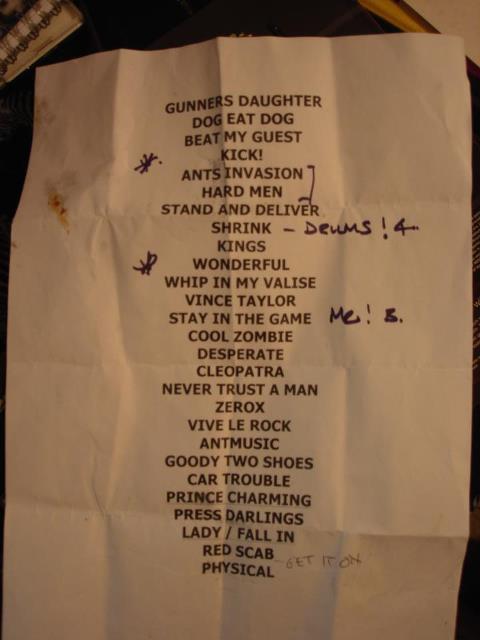 GUNNERS DAUGHTER
DOG EAT DOG
BEAT MY GUEST
KICK!
ANTS INVASION
HARD MEN
STAND AND DELIVER
SHRINK - DRUMS! 4
KINGS
WONDERFUL
WHIP IN MY VALISE
VINCE TAYLOR
STAY IN THE GAME Me! B.
COOL ZOMBIE
DESPERATE
CLEOPATRA
NEVER TRUST A MAN
ZEROX
VIVE LE ROCK
ANTMUSIC
GOODY TWO SHOES
CAR TROUBLE
PRINCE CHARMING
PRESS DARLINGS
LADY / FALL IN
RED SCAB - GET IT ON
PHYSICAL